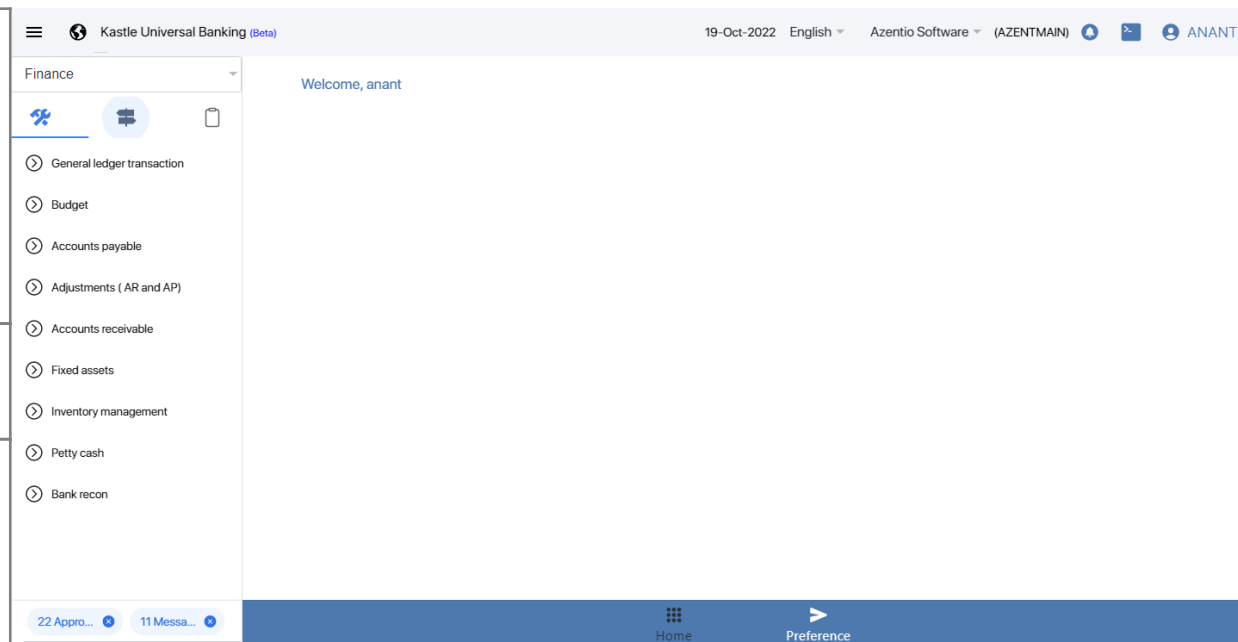 Kastle Universal Banking (Beta) 19-Oct-2022 English Azentio Software (AZENTMAIN) ANANT
Finance
Welcome, anant
General ledger transaction
Budget
Accounts payable
Adjustments ( AR and AP)
Accounts receivable
Fixed assets
Inventory management
Petty cash
Bank recon
22 Appro... 11 Messa...
Home Preference